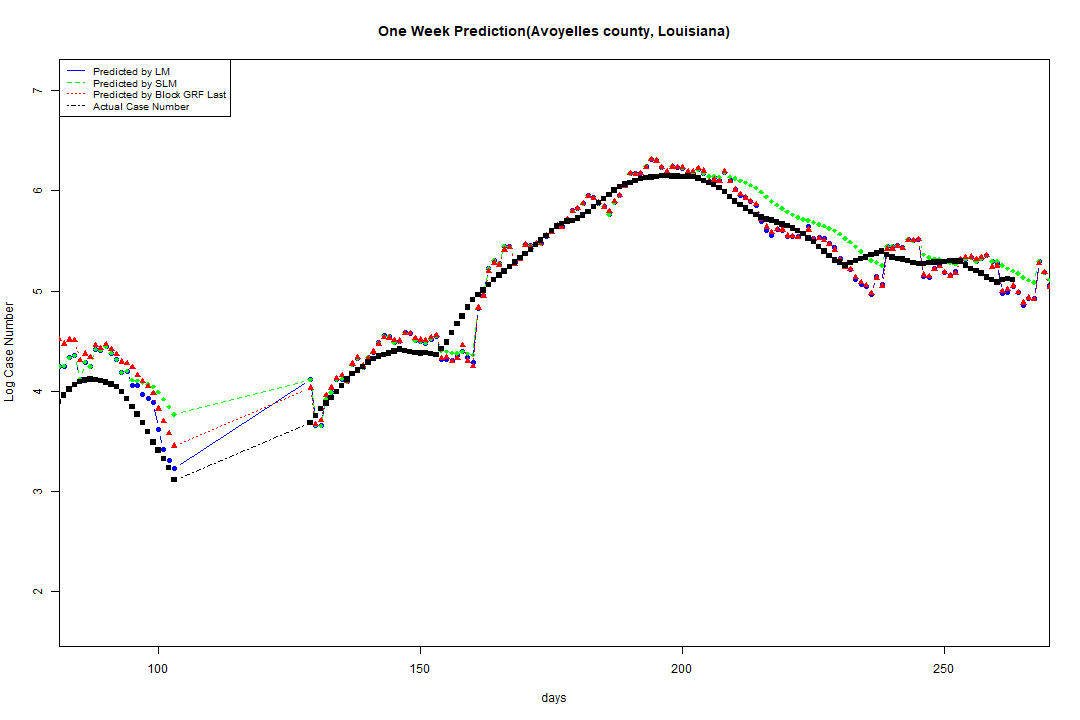 One Week Prediction(Avoyelles county, Louisiana)
Predicted by LM
Predicted by SLM
Predicted by Block GRF Last
Actual Case Number
7
6
5
4
3
2
Log Case Number
100 150 200 250
days